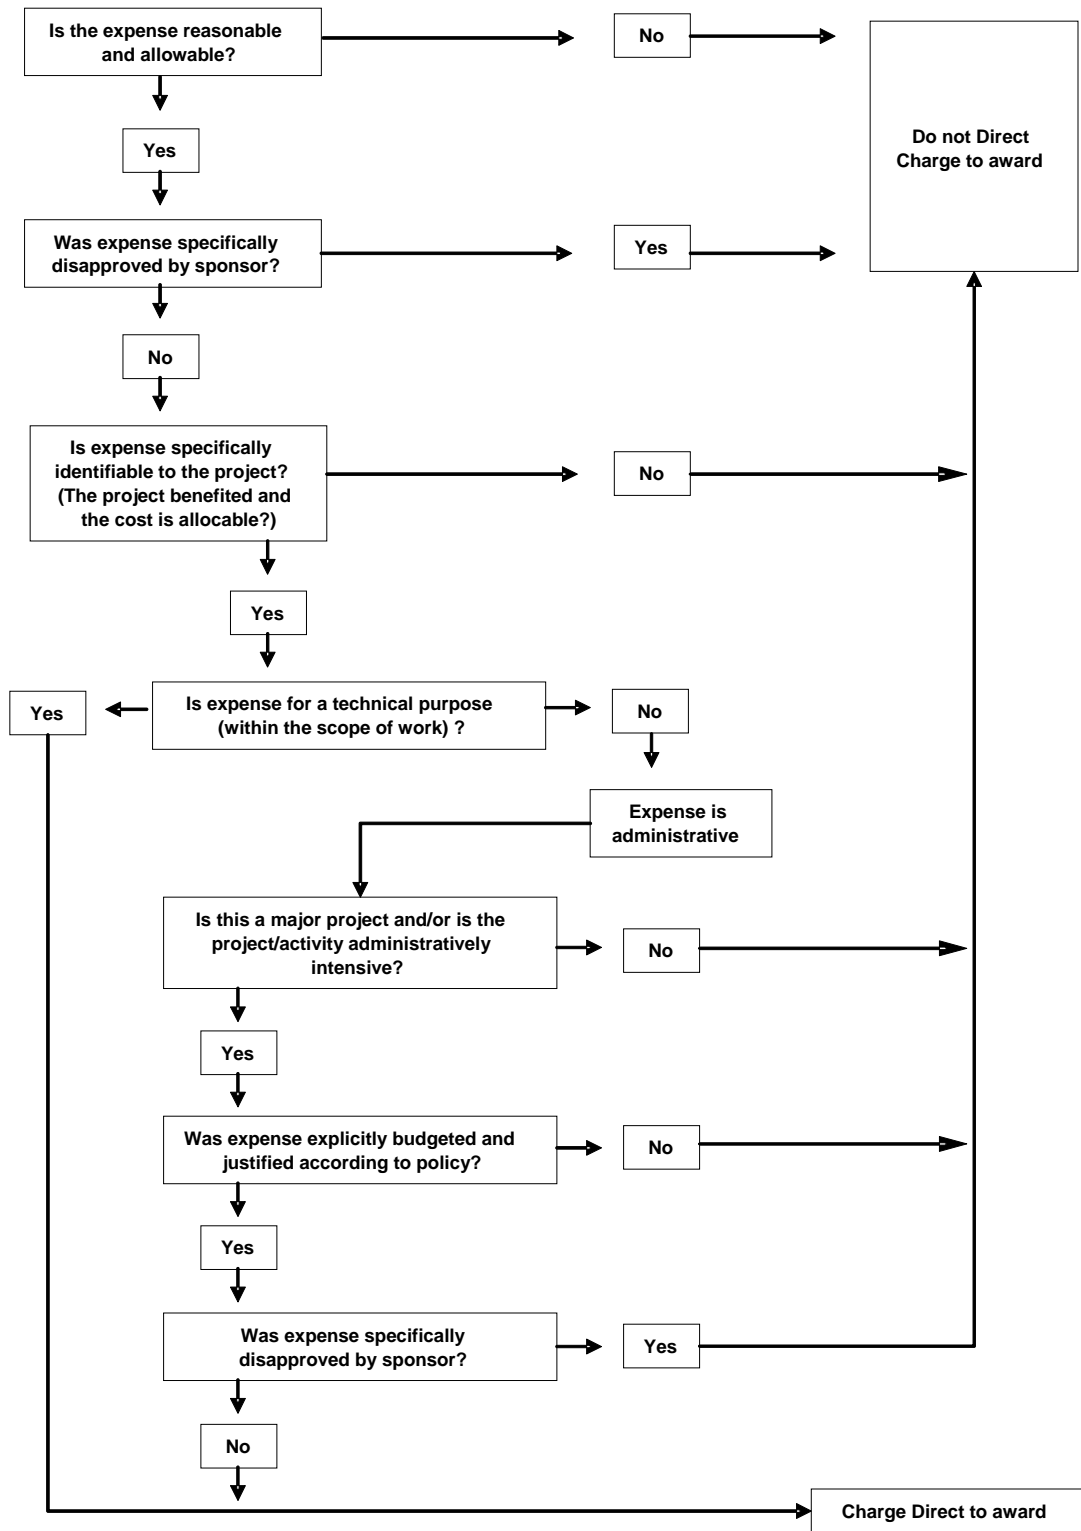 Is the expense reasonable
and allowable?
No
Do not Direct
Charge to award
Yes
Was expense specifically
disapproved by sponsor?
Yes
No
Is expense specifically
identifiable to the project?
(The project benefited and
the cost is allocable?)
No
Yes
Yes
Is expense for a technical purpose
(within the scope of work) ?
No
Expense is
administrative
Is this a major project and/or is the
project/activity administratively
intensive?
No
Yes
Was expense explicitly budgeted and
justified according to policy?
No
Yes
Was expense specifically
disapproved by sponsor?
Yes
No
Charge Direct to award